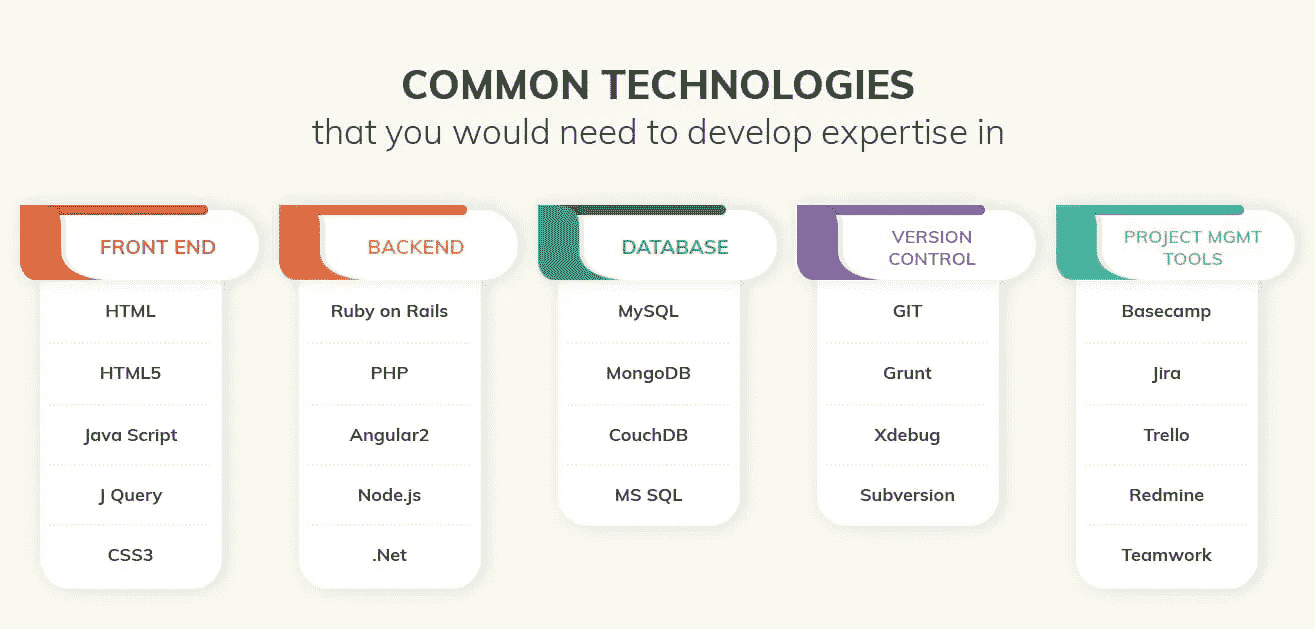 COMMON TECHNOLOGIES
that you would need to develop expertise in
FRONT END
HTML
HTML5
Java Script
J Query
CSS3
BACKEND
Ruby on Rails
PHP
Angular2
Node.js
.Net
DATABASE
MySQL
MongoDB
CouchDB
MS SQL
VERSION
CONTROL
GIT
Grunt
Xdebug
Subversion
PROJECT MGMT
TOOLS
Basecamp
Jira
Trello
Redmine
Teamwork